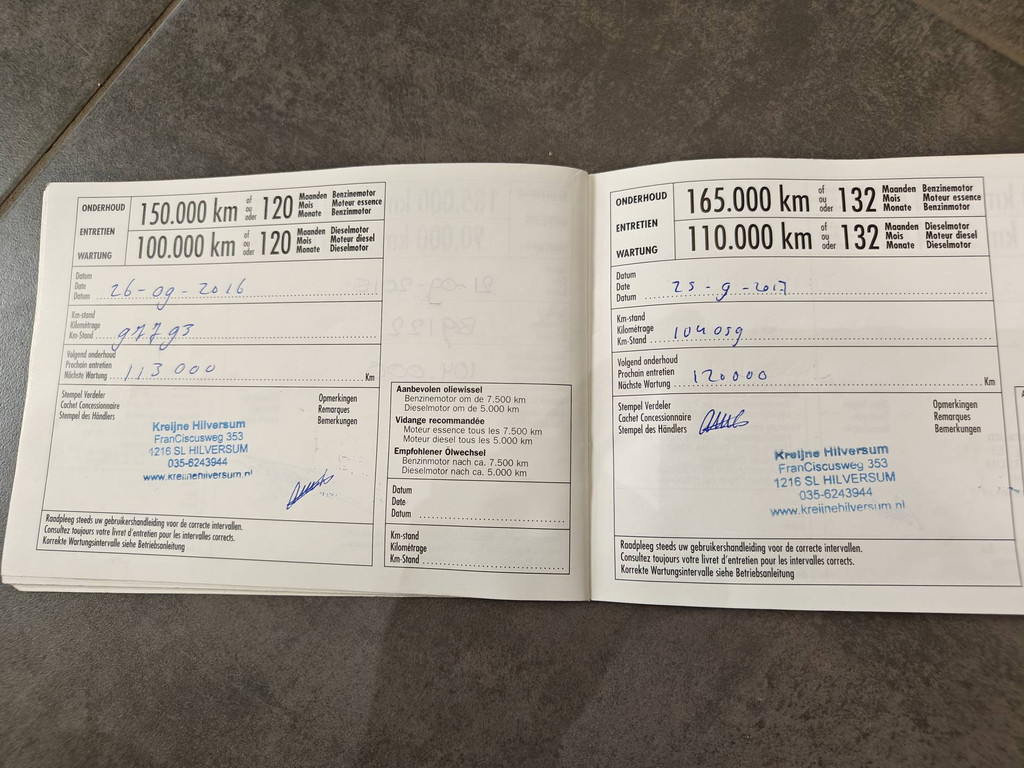 ONDERHOUD
ENTRETIEN
WARTUNG
150.000 km of ou oder 120 Maanden Mois Monate Benzinemotor Moteur essence Benzinmotor
100.000 km of ou oder 120 Maanden Mois Monate Dieselmotor Moteur diesel Dieselmotor
Datum
Date
Datum 26-09-2016
Km-stand
Kilométrage
Km-Stand 97793
Volgend onderhoud
Prochain entretien
Nächste Wartung 113000 Km
Stempel Verdeler
Cachet Concessionnaire
Stempel des Händlers
Opmerkingen
Remarques
Bemerkungen
Kreijne Hilversum
FranCiscusweg 353
1216 SL HILVERSUM
035-6243944
www.kreijnehilversum.nl
Raadpleeg steeds uw gebruikershandleiding voor de correcte intervallen.
Consultez toujours votre livret d'entretien pour les intervalles corrects.
Korrekte Wartungsintervalle siehe Betriebsanleitung
Aanbevolen oliewissel
Benzinemotor om de 7.500 km
Dieselmotor om de 5.000 km
Vidange recommandée
Moteur essence tous les 7.500 km
Moteur diesel tous les 5.000 km
Empfohlener Ölwechsel
Benzinmotor nach ca. 7.500 km
Dieselmotor nach ca. 5.000 km
Datum
Date
Datum
Km-stand
Kilométrage
Km-Stand
ONDERHOUD
ENTRETIEN
WARTUNG
165.000 km of ou oder 132 Maanden Mois Monate Benzinemotor Moteur essence Benzinmotor
110.000 km of ou oder 132 Maanden Mois Monate Dieselmotor Moteur diesel Dieselmotor
Datum
Date
Datum 25-9-2017
Km-stand
Kilométrage
Km-Stand 104059
Volgend onderhoud
Prochain entretien
Nächste Wartung 120000 Km
Stempel Verdeler
Cachet Concessionnaire
Stempel des Händlers
Opmerkingen
Remarques
Bemerkungen
Kreijne Hilversum
FranCiscusweg 353
1216 SL HILVERSUM
035-6243944
www.kreijnehilversum.nl
Raadpleeg steeds uw gebruikershandleiding voor de correcte intervallen.
Consultez toujours votre livret d'entretien pour les intervalles corrects.
Korrekte Wartungsintervalle siehe Betriebsanleitung